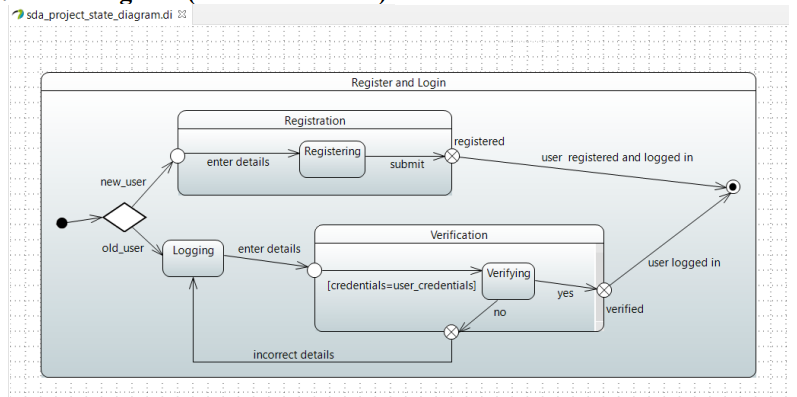 sda_project_state_diagram.di
Register and Login
Registration
registered
Registering
enter details
submit
user registered and logged in
new_user
old_user
Logging
enter details
Verification
Verifying
[credentials=user_credentials]
yes
no
verified
user logged in
incorrect details